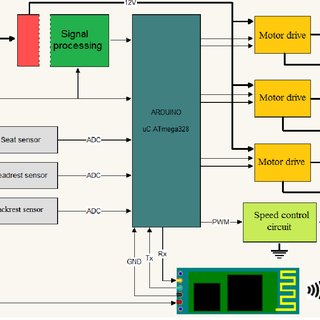 12V
Signal
processing
Motor drive
ARDUINO
uC ATmega328
Motor drive
Seat sensor
ADC
eadrest sensor
ADC
Motor drive
ackrest sensor
ADC
PWM
Speed control
circuit
GND
Tx
Rx